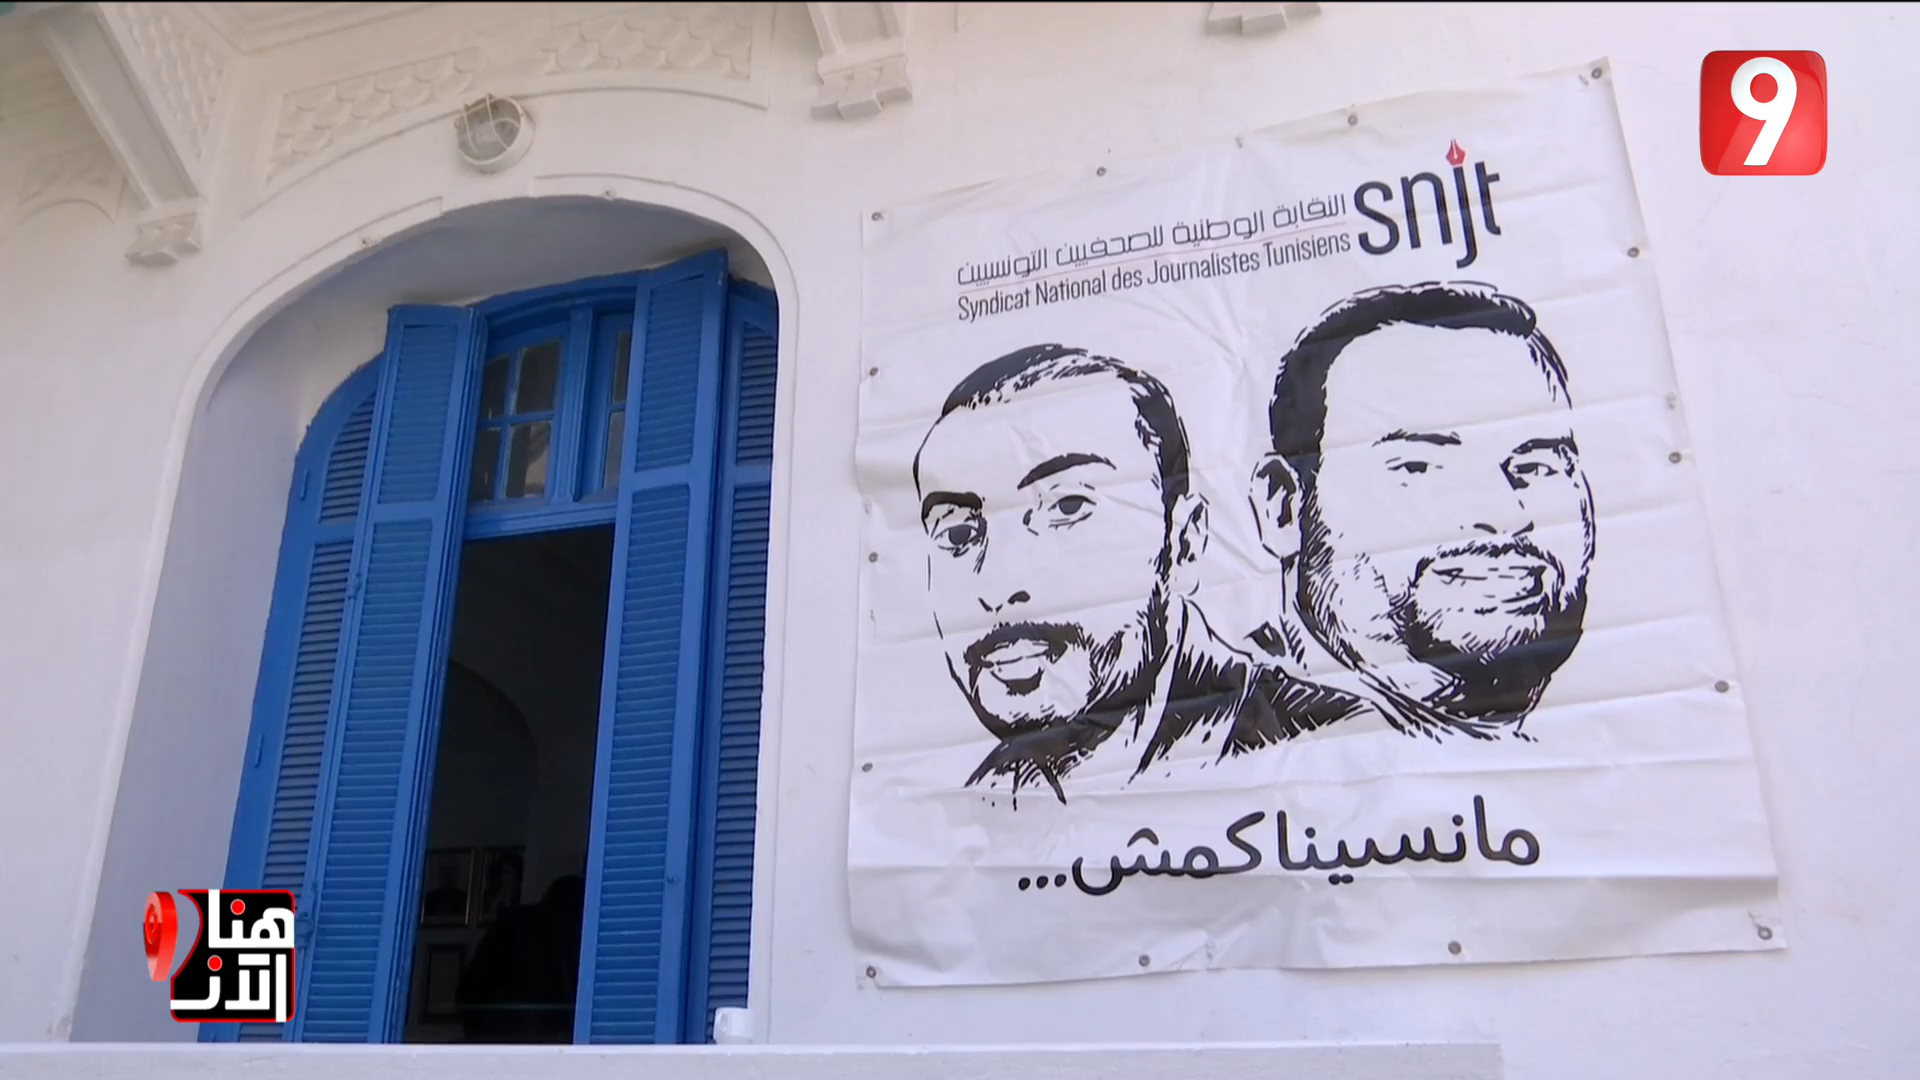 9
snjt
النقابة الوطنية للصحفيين التونسيين
Syndicat National des Journalistes Tunisiens
مانسيناكمش...
هنا
الآن